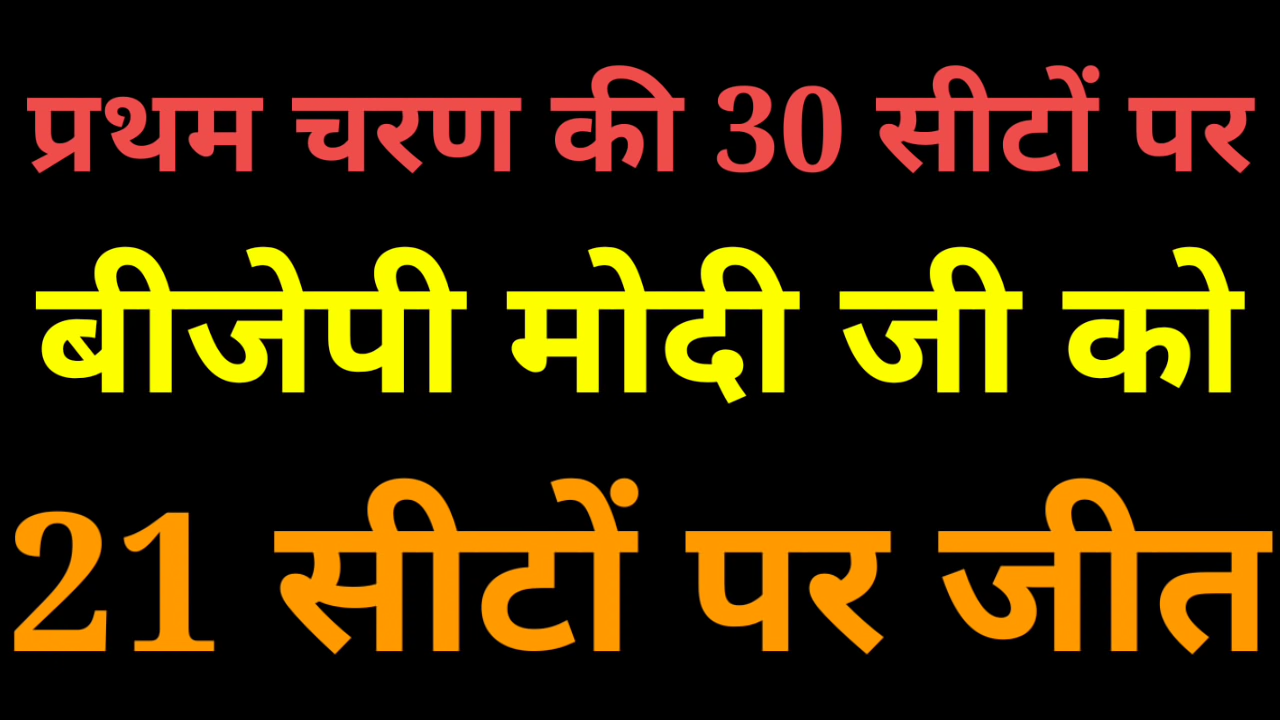 प्रथम चरण की 30 सीटों पर
बीजेपी मोदी जी को
21 सीटों पर जीत